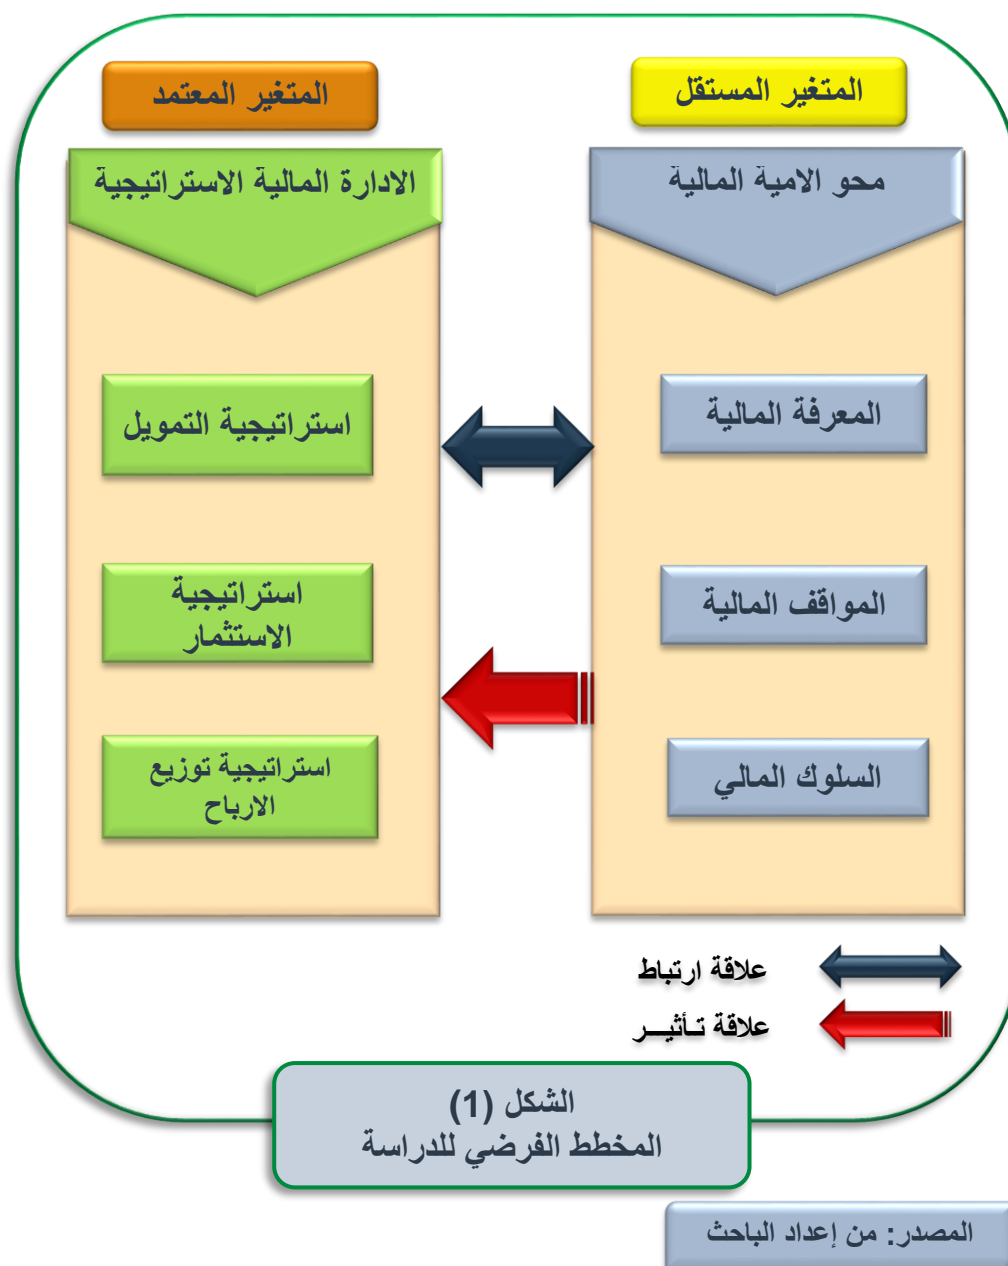 المتغير المستقل
محو الامية المالية
المعرفة المالية
المواقف المالية
السلوك المالي
المتغير المعتمد
الادارة المالية الاستراتيجية
استراتيجية التمويل
استراتيجية
الاستثمار
استراتيجية توزيع
الارباح
علاقة ارتباط
علاقة تـأثيـــر
الشكل (1)
المخطط الفرضي للدراسة
المصدر: من إعداد الباحث